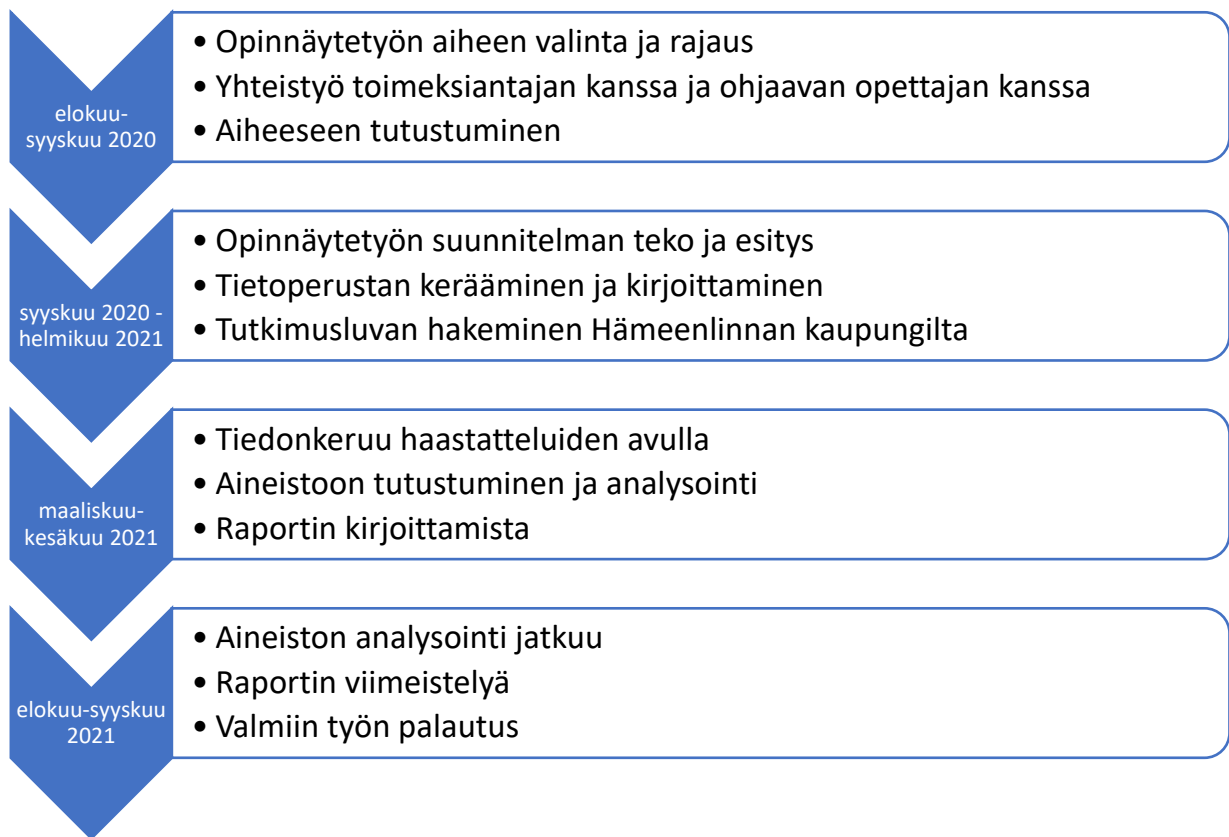 elokuu-
syyskuu 2020
• Opinnäytetyön aiheen valinta ja rajaus
• Yhteistyö toimeksiantajan kanssa ja ohjaavan opettajan kanssa
• Aiheeseen tutustuminen
syyskuu 2020 -
helmikuu 2021
• Opinnäytetyön suunnitelman teko ja esitys
• Tietoperustan kerääminen ja kirjoittaminen
• Tutkimusluvan hakeminen Hämeenlinnan kaupungilta
maaliskuu-
kesäkuu 2021
• Tiedonkeruu haastatteluiden avulla
• Aineistoon tutustuminen ja analysointi
• Raportin kirjoittamista
elokuu-syyskuu
2021
• Aineiston analysointi jatkuu
• Raportin viimeistelyä
• Valmiin työn palautus